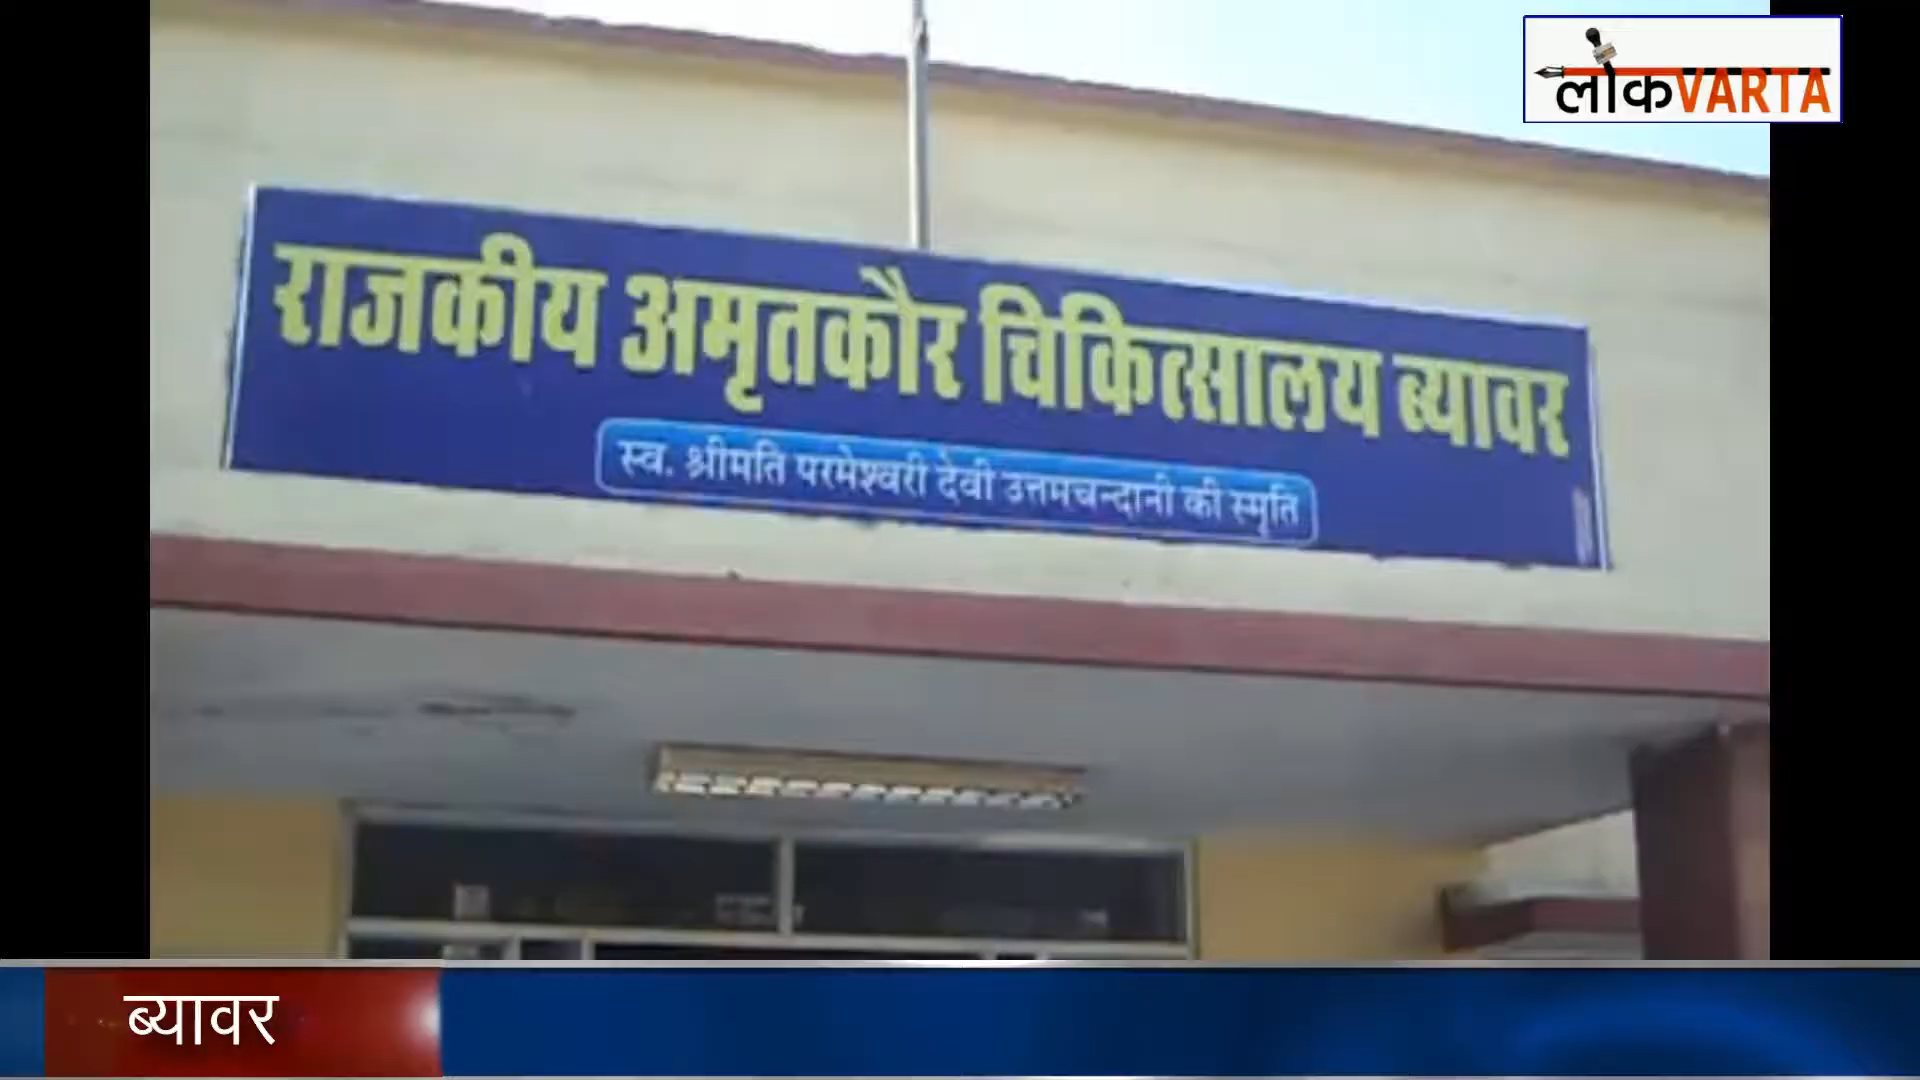 लोकVARTA
राजकीय अमृतकौर चिकित्सालय ब्यावर
स्व. श्रीमति परमेश्वरी देवी उत्तमचन्दानी की स्मृति
ब्यावर